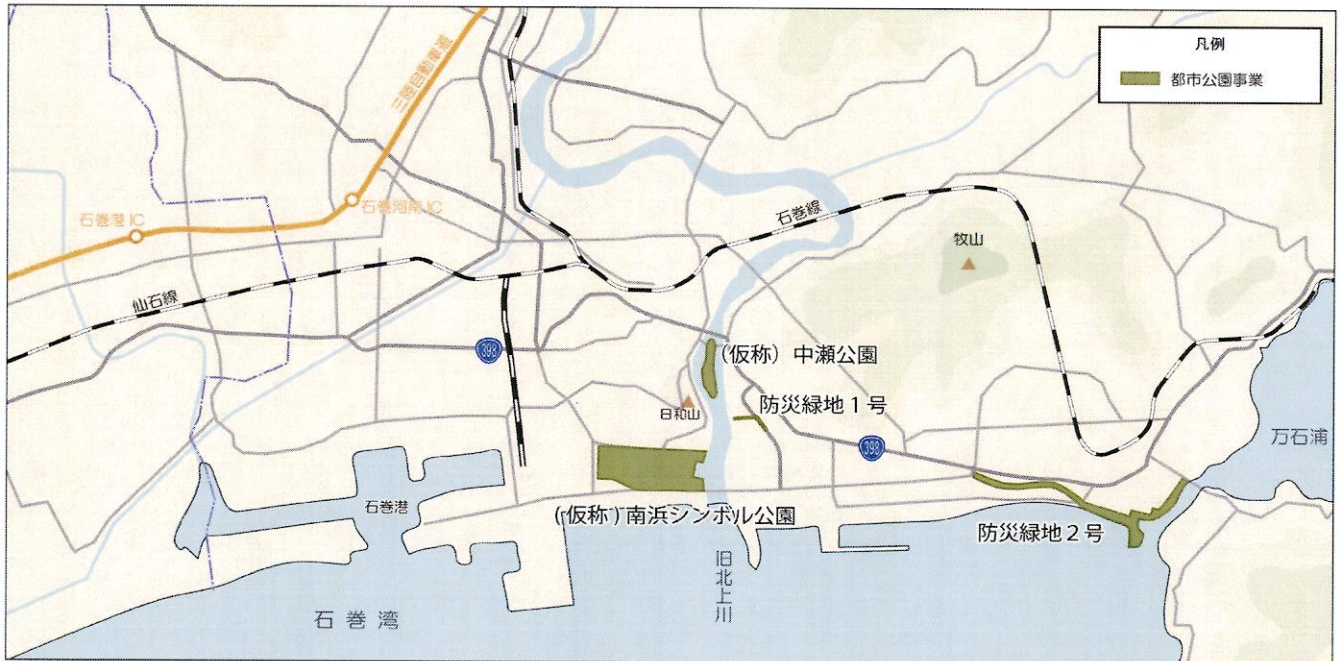 凡例
都市公園事業
三陸自動車道
石巻河南IC
石巻港IC
石巻線
牧山
仙石線
398
(仮称) 中瀬公園
日和山
防災緑地1号
398
万石浦
石巻港
(仮称)南浜シンボル公園
防災緑地2号
旧北上川
石巻湾